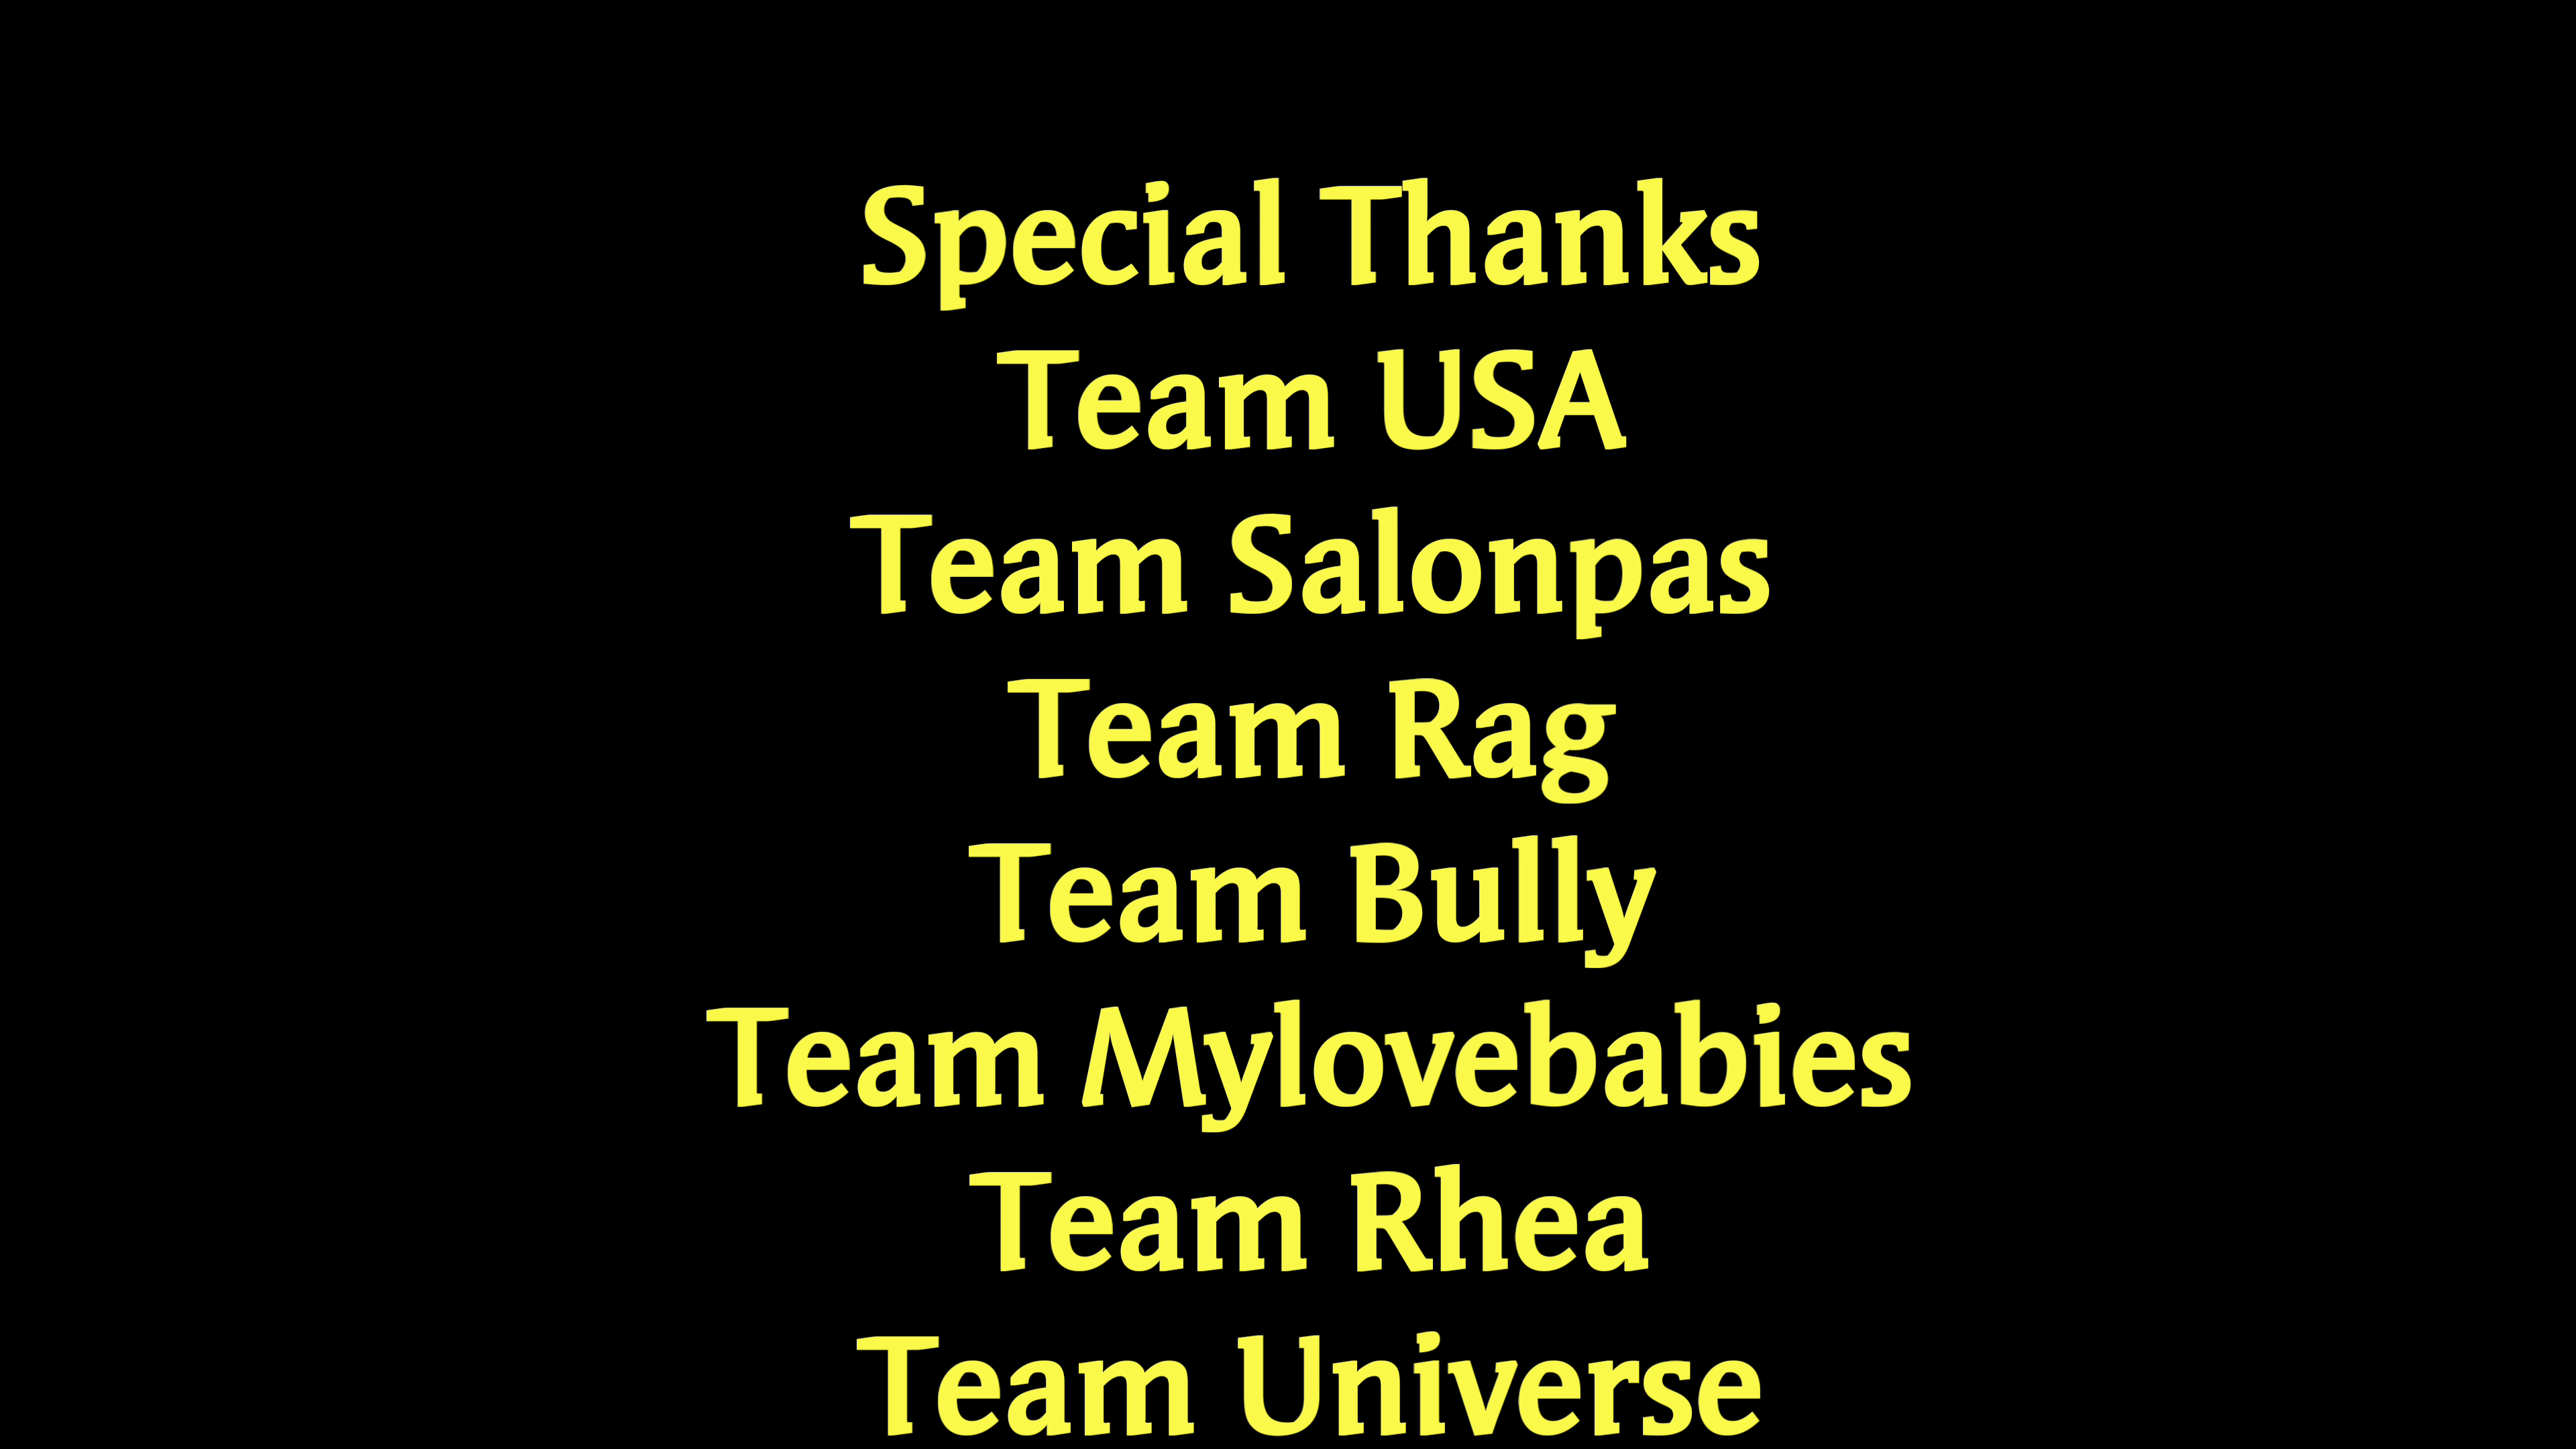 Special Thanks
Team USA
Team Salonpas
Team Rag
Team Bully
Team Mylovebabies
Team Rhea
Team Universe